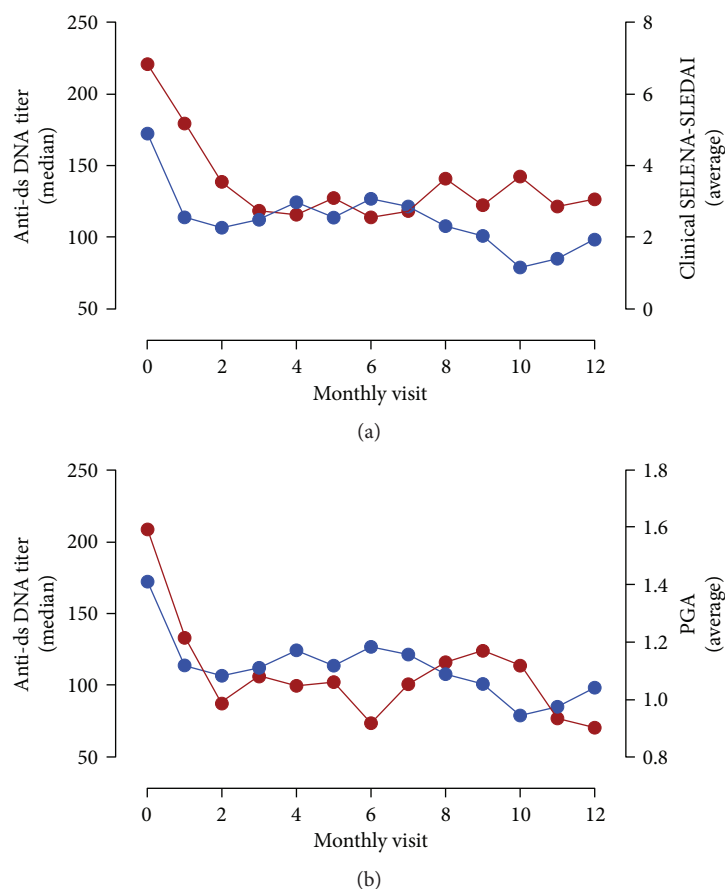 250
200
150
100
50
Anti-ds DNA titer
(median)
8
6
4
2
0
Clinical SELENA-SLEDAI
(average)
0 2 4 6 8 10 12
Monthly visit
(a)
250
200
150
100
50
Anti-ds DNA titer
(median)
1.8
1.6
1.4
1.2
1.0
0.8
PGA
(average)
0 2 4 6 8 10 12
Monthly visit
(b)